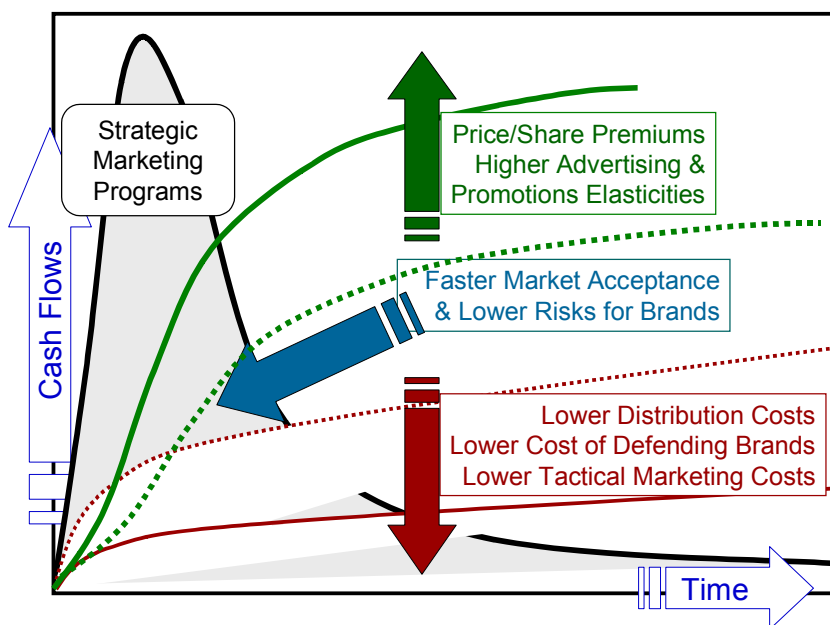 Strategic
Marketing
Programs
Price/Share Premiums
Higher Advertising &
Promotions Elasticities
Cash Flows
Faster Market Acceptance
& Lower Risks for Brands
Lower Distribution Costs
Lower Cost of Defending Brands
Lower Tactical Marketing Costs
Time